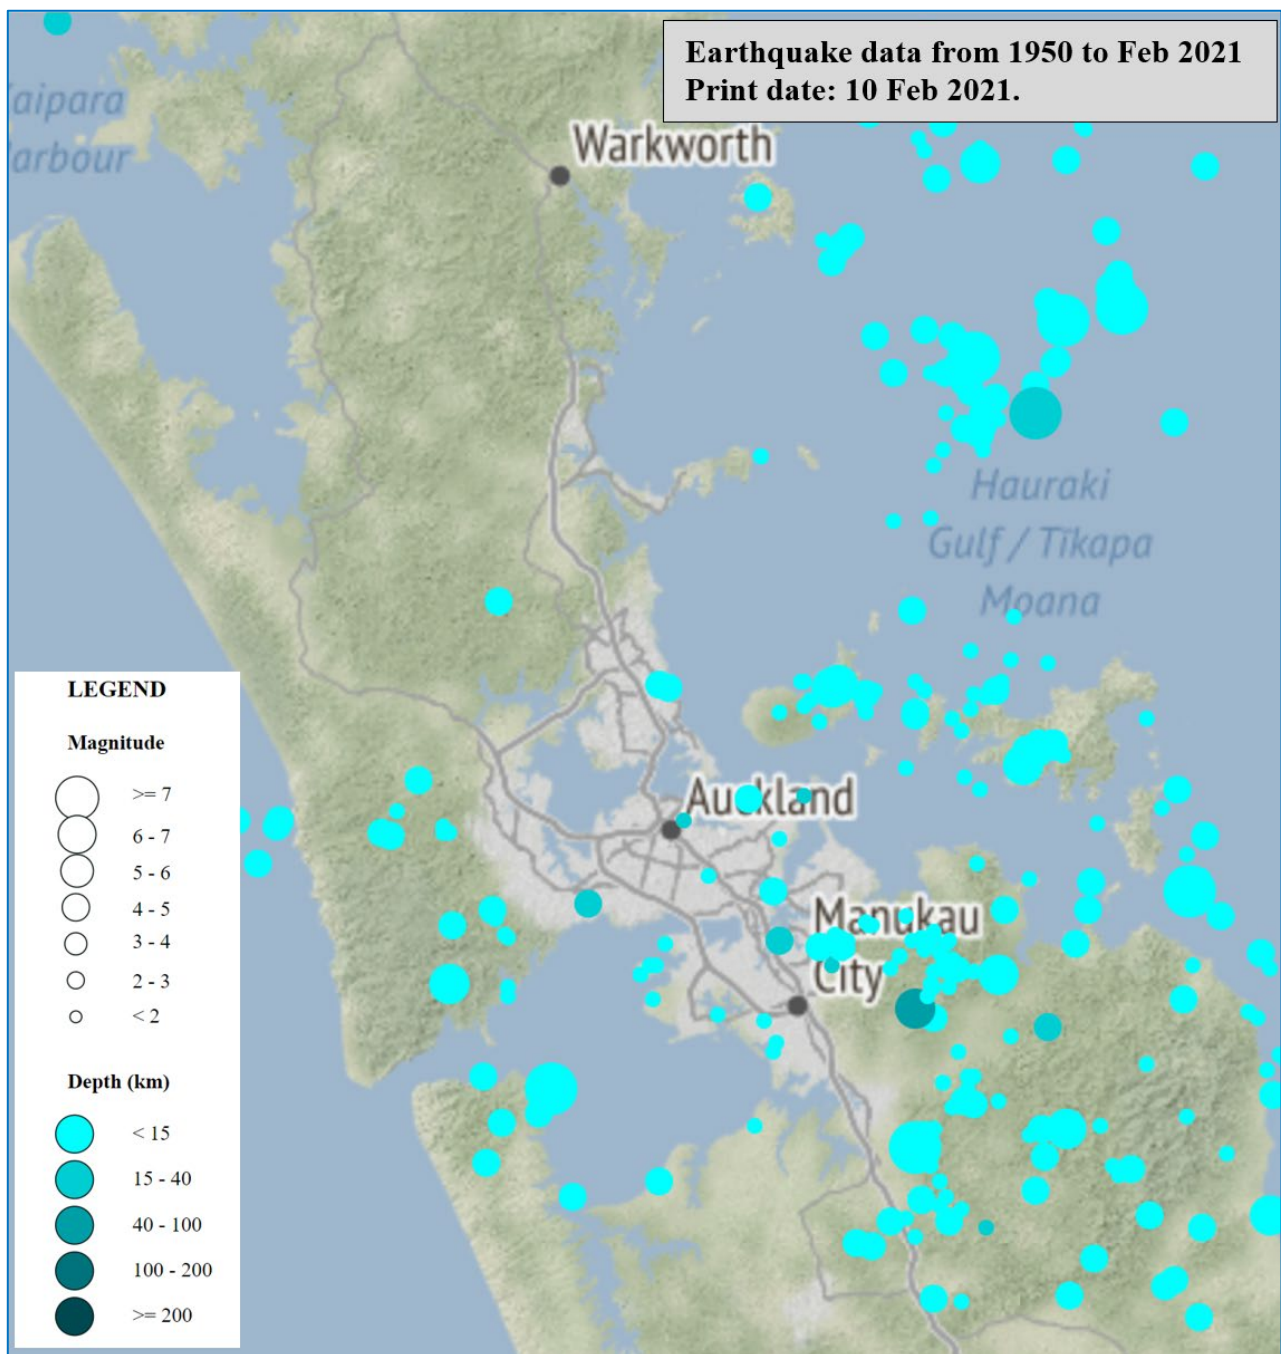 Earthquake data from 1950 to Feb 2021
Print date: 10 Feb 2021.
aipara
arbour
Warkworth
Hauraki
Gulf / Tīkapa
Moana
Auckland
Manukau
City
LEGEND
Magnitude
>= 7
6 - 7
5 - 6
4 - 5
3 - 4
2 - 3
< 2
Depth (km)
< 15
15 - 40
40 - 100
100 - 200
>= 200